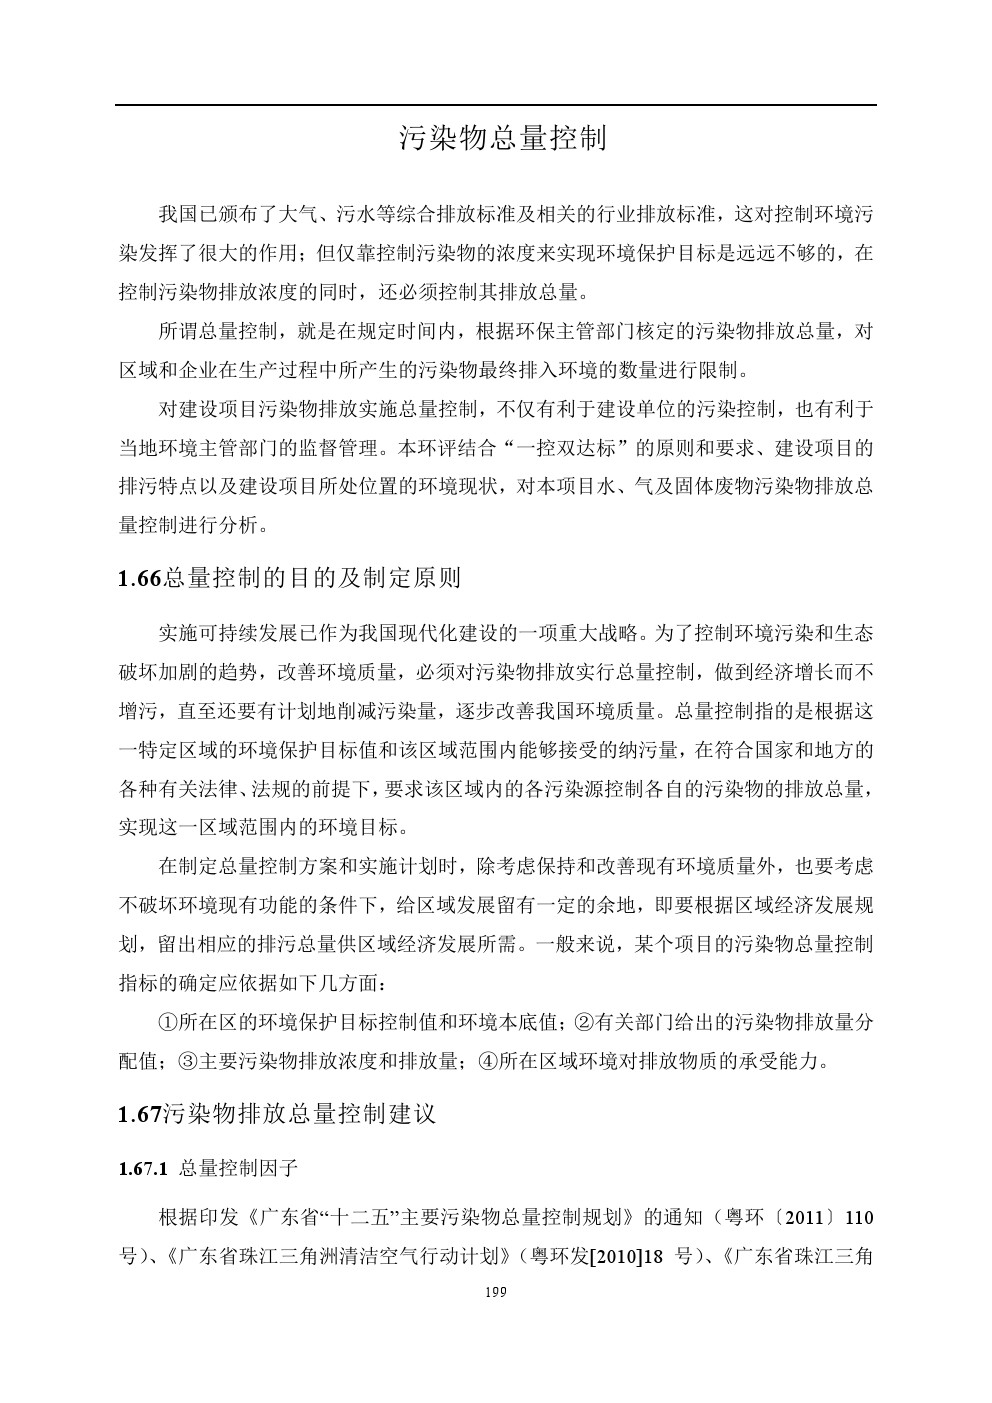 污染物总量控制
我国已颁布了大气、污水等综合排放标准及相关的行业排放标准，这对控制环境污
染发挥了很大的作用；但仅靠控制污染物的浓度来实现环境保护目标是远远不够的，在
控制污染物排放浓度的同时，还必须控制其排放总量。
所谓总量控制，就是在规定时间内，根据环保主管部门核定的污染物排放总量，对
区域和企业在生产过程中所产生的污染物最终排入环境的数量进行限制。
对建设项目污染物排放实施总量控制，不仅有利于建设单位的污染控制，也有利于
当地环境主管部门的监督管理。本环评结合“一控双达标”的原则和要求、建设项目的
排污特点以及建设项目所处位置的环境现状，对本项目水、气及固体废物污染物排放总
量控制进行分析。
1.66总量控制的目的及制定原则
实施可持续发展已作为我国现代化建设的一项重大战略。为了控制环境污染和生态
破坏加剧的趋势，改善环境质量，必须对污染物排放实行总量控制，做到经济增长而不
增污，直至还要有计划地削减污染量，逐步改善我国环境质量。总量控制指的是根据这
一特定区域的环境保护目标值和该区域范围内能够接受的纳污量，在符合国家和地方的
各种有关法律、法规的前提下，要求该区域内的各污染源控制各自的污染物的排放总量，
实现这一区域范围内的环境目标。
在制定总量控制方案和实施计划时，除考虑保持和改善现有环境质量外，也要考虑
不破坏环境现有功能的条件下，给区域发展留有一定的余地，即要根据区域经济发展规
划，留出相应的排污总量供区域经济发展所需。一般来说，某个项目的污染物总量控制
指标的确定应依据如下几方面：
①所在区的环境保护目标控制值和环境本底值；②有关部门给出的污染物排放量分
配值；③主要污染物排放浓度和排放量；④所在区域环境对排放物质的承受能力。
1.67污染物排放总量控制建议
1.67.1 总量控制因子
根据印发《广东省“十二五”主要污染物总量控制规划》的通知（粤环〔2011〕110
号）、《广东省珠江三角洲清洁空气行动计划》（粤环发[2010]18 号）、《广东省珠江三角
199